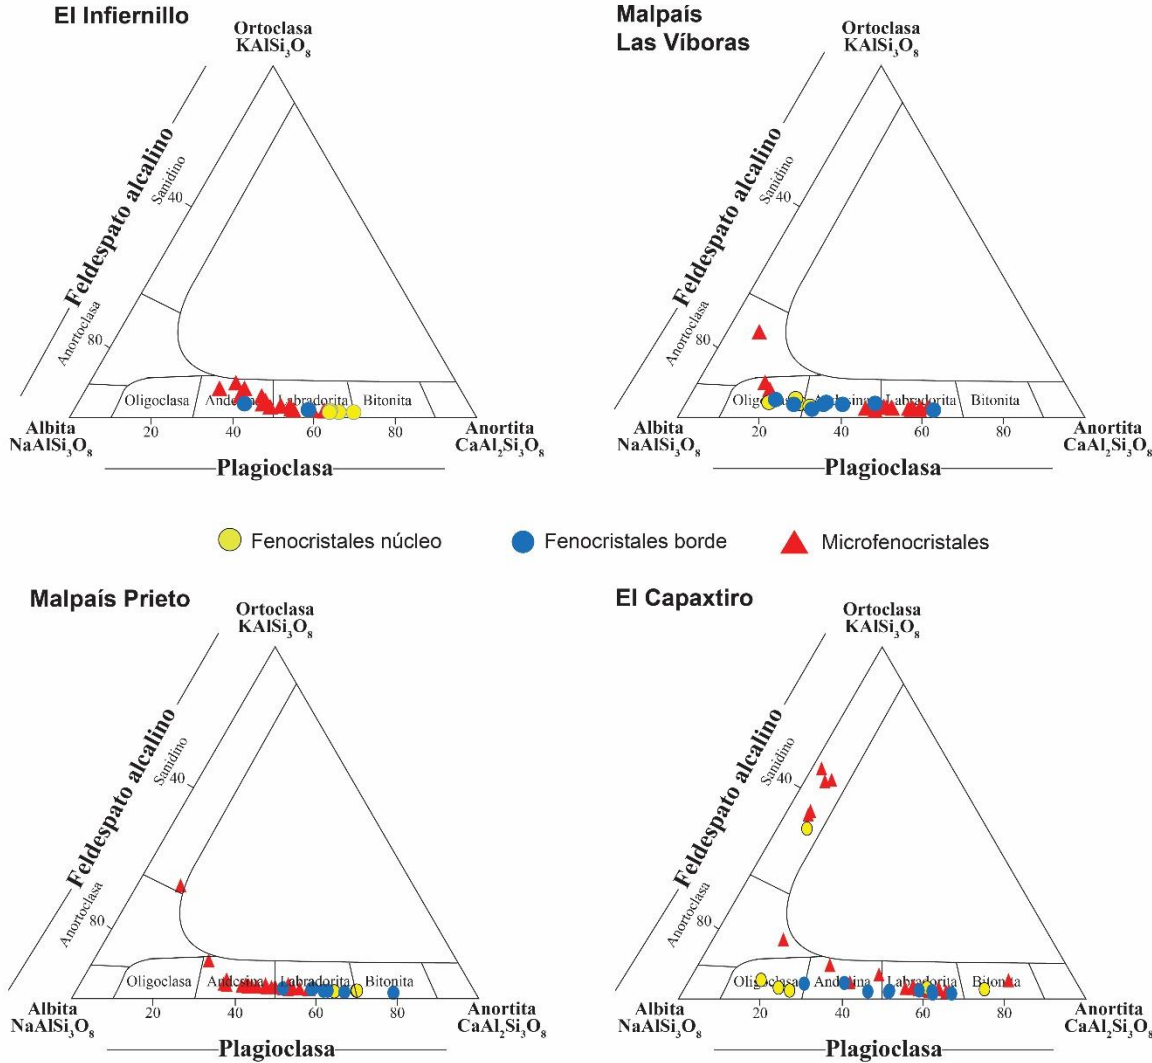 El Infiernillo
Ortoclasa
KAlSi₃O₈
Feldespato alcalino
Sanidino
40
Anortoclasa
80
Oligoclasa Andesina Labradorita Bitonita
Albita
NaAlSi₃O₈
20 40 60 80
Anortita
CaAl₂Si₃O₈
Plagioclasa
Malpaís
Las Víboras
Ortoclasa
KAlSi₃O₈
Feldespato alcalino
Sanidino
40
Anortoclasa
80
Oligoclasa Andesina Labradorita Bitonita
Albita
NaAlSi₃O₈
20 40 60 80
Anortita
CaAl₂Si₃O₈
Plagioclasa
Fenocristales núcleo Fenocristales borde Microfenocristales
Malpaís Prieto
Ortoclasa
KAlSi₃O₈
Feldespato alcalino
Sanidino
40
Anortoclasa
80
Oligoclasa Andesina Labradorita Bitonita
Albita
NaAlSi₃O₈
20 40 60 80
Anortita
CaAl₂Si₃O₈
Plagioclasa
El Capaxtiro
Ortoclasa
KAlSi₃O₈
Feldespato alcalino
Sanidino
40
Anortoclasa
80
Oligoclasa Andesina Labradorita Bitonita
Albita
NaAlSi₃O₈
20 40 60 80
Anortita
CaAl₂Si₃O₈
Plagioclasa